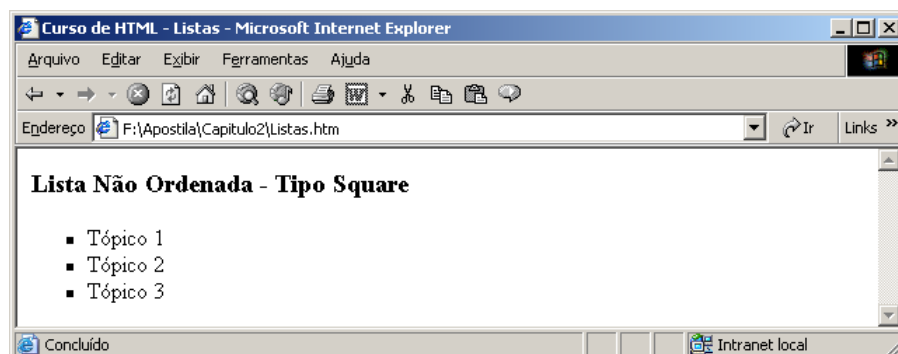 Curso de HTML - Listas - Microsoft Internet Explorer
Arquivo Editar Exibir Ferramentas Ajuda
Endereço F:\Apostila\Capitulo2\Listas.htm Ir Links »
Lista Não Ordenada - Tipo Square
▪ Tópico 1
▪ Tópico 2
▪ Tópico 3
Concluído Intranet local